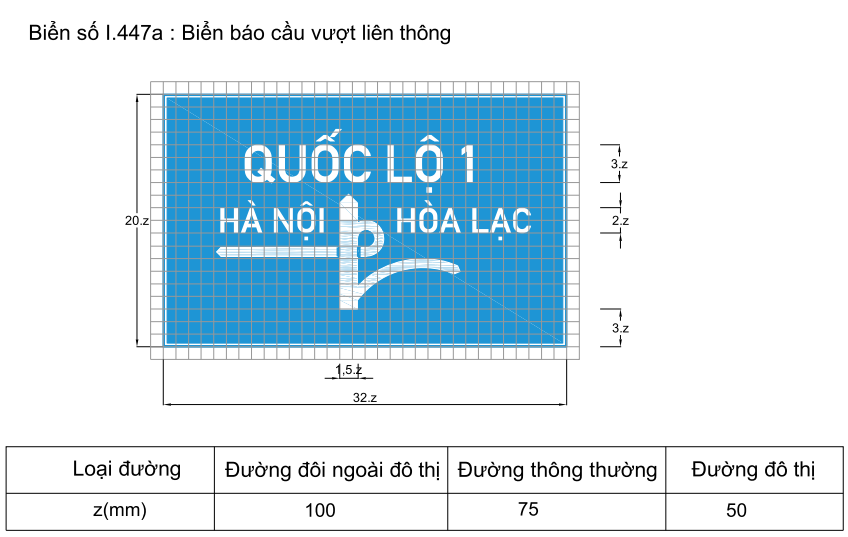 Biển số I.447a : Biển báo cầu vượt liên thông
QUỐC LỘ 1
3.z
HÀ NỘI HÒA LẠC
20.z
2.z
3.z
1,5.z
32.z
Loại đường Đường đôi ngoài đô thị Đường thông thường Đường đô thị
z(mm) 100 75 50